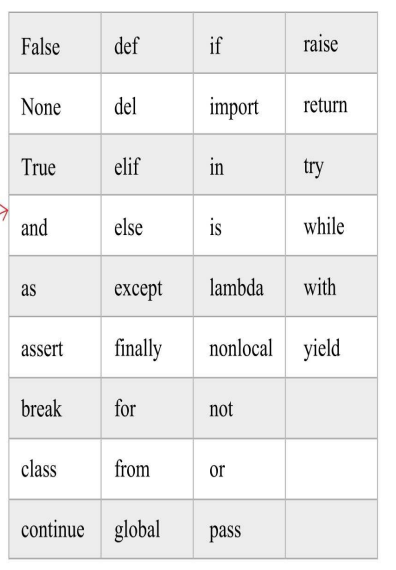 False def if raise
None del import return
True elif in try
and else is while
as except lambda with
assert finally nonlocal yield
break for not
class from or
continue global pass